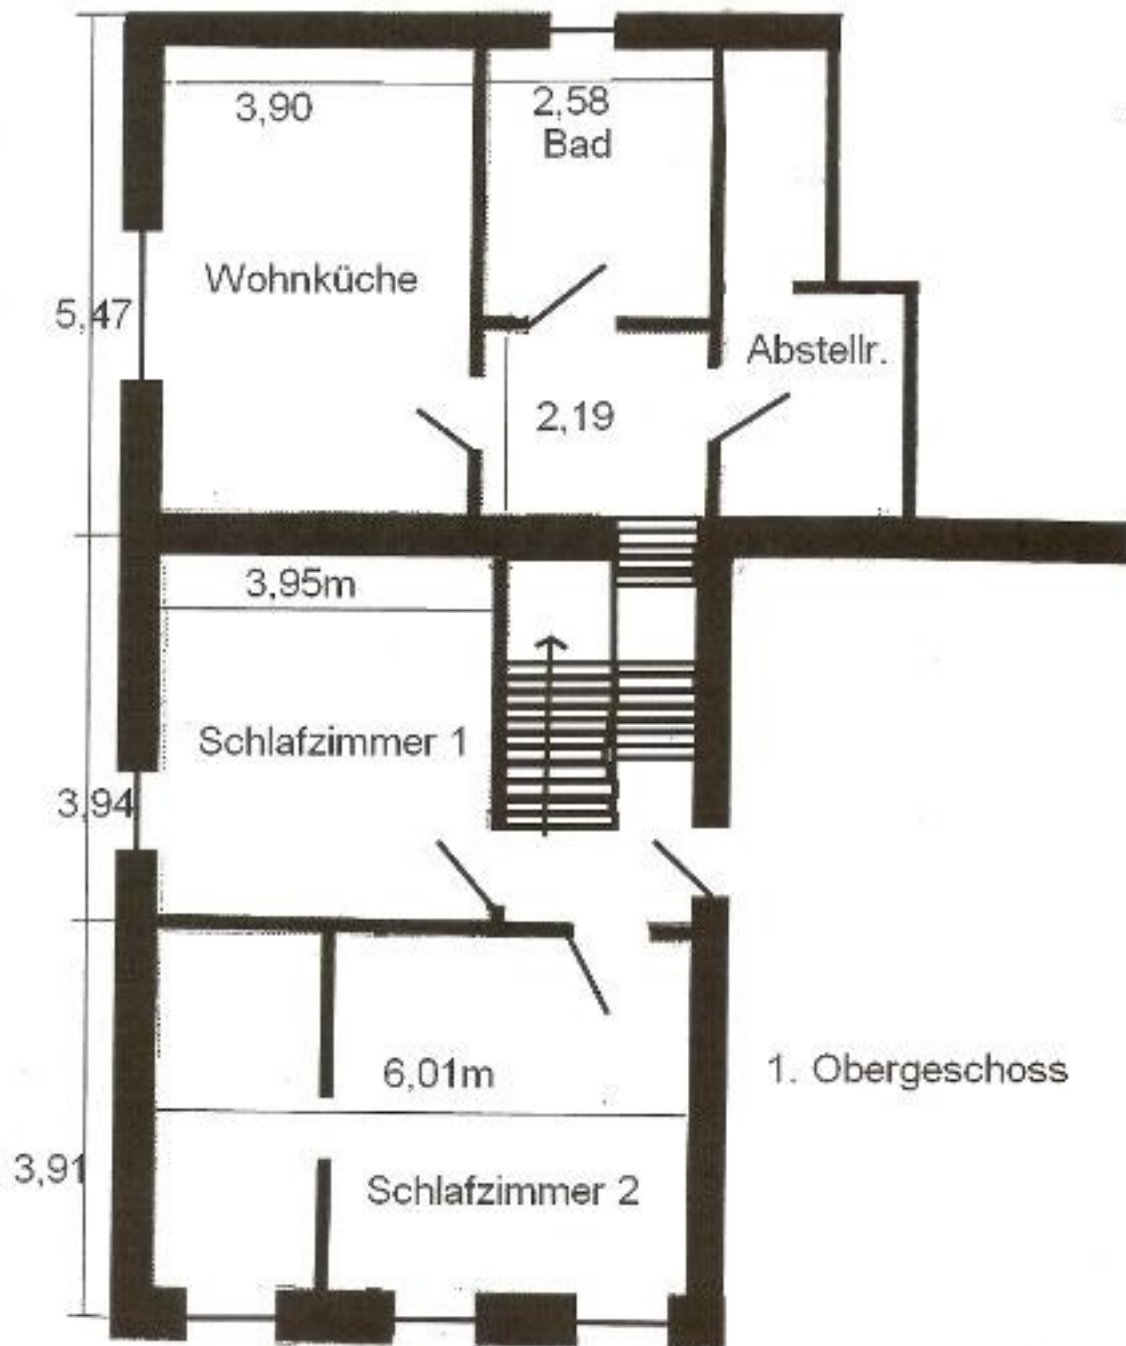 3,90
2,58
Bad
Wohnküche
5,47
Abstellr.
2,19
3,95m
Schlafzimmer 1
3,94
6,01m
1. Obergeschoss
3,91
Schlafzimmer 2